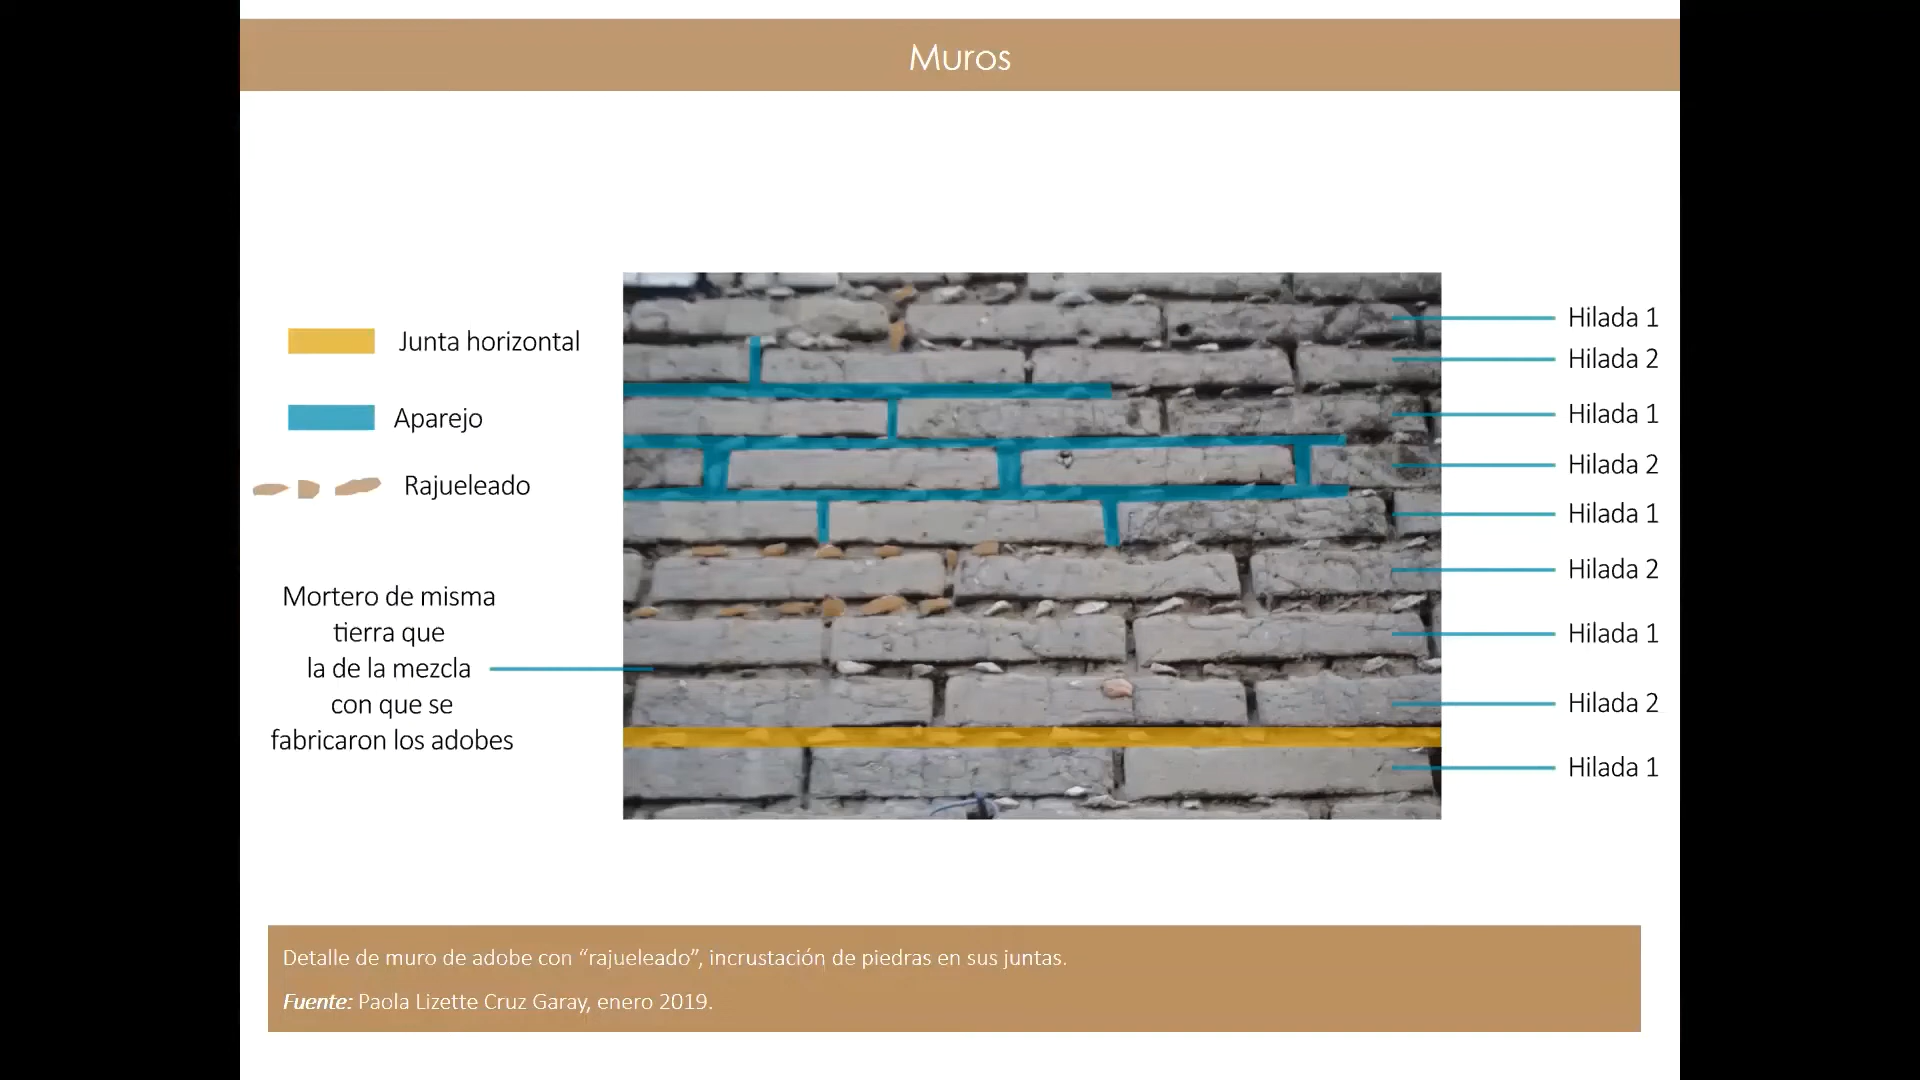 Muros
Junta horizontal
Aparejo
Rajueleado
Mortero de misma
tierra que
la de la mezcla
con que se
fabricaron los adobes
Hilada 1
Hilada 2
Hilada 1
Hilada 2
Hilada 1
Hilada 2
Hilada 1
Hilada 2
Hilada 1
Detalle de muro de adobe con “rajueleado”, incrustación de piedras en sus juntas.
Fuente: Paola Lizette Cruz Garay, enero 2019.